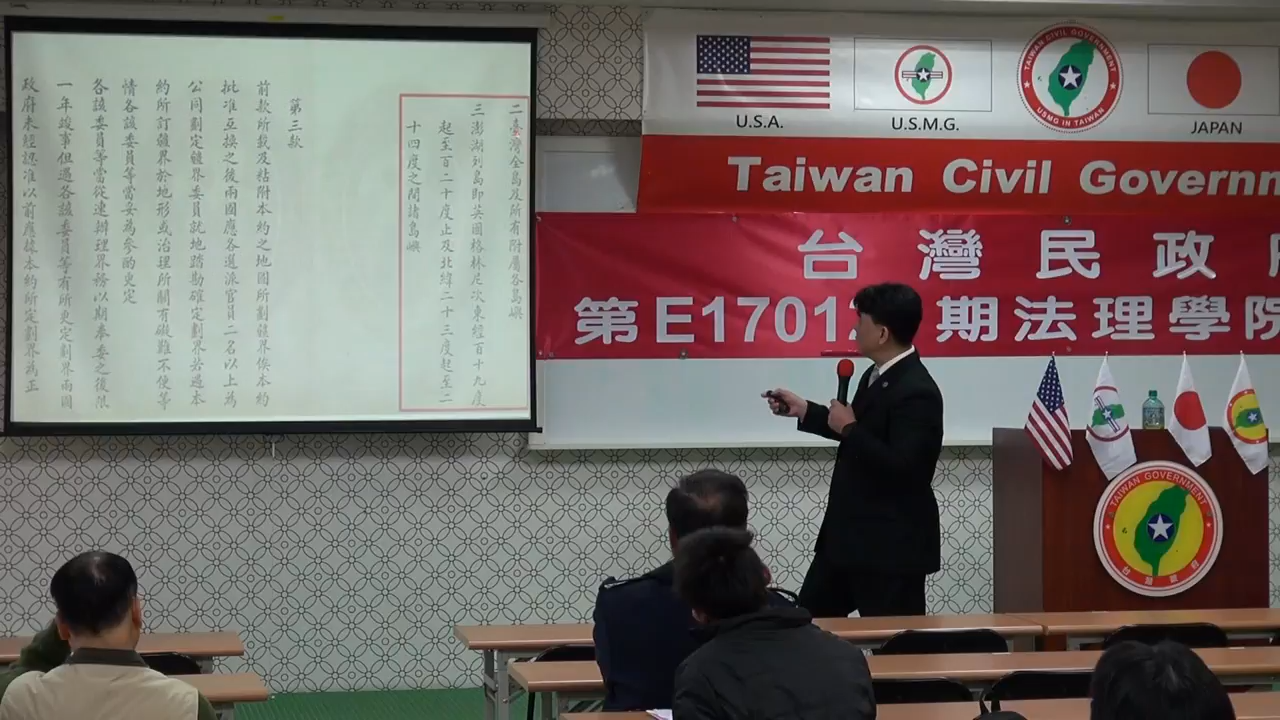 二臺灣全島及所有附屬各島嶼
三澎湖列島即英國格林尼次東經百十九度
起至百二十度止及北緯二十三度起至二
十四度之間諸島嶼
第三款
前款所載及粘附本約之地圖所劃疆界俟本約
批准互換之後兩國應各選派官員二名以上為
公同劃定疆界委員就地踏勘確定劃界若遇本
約所訂疆界於地形或治理所關有礙難不便等
情各該委員等當妥為參酌更定
各該委員等當從速辦理界務以期奉委之後限
一年竣事但遇各該委員等有所更定劃界兩國
政府未經認准以前應據本約所定劃界為正
U.S.A.
U.S.M.G.
TAIWAN CIVIL GOVERNMENT
USMG IN TAIWAN
JAPAN
Taiwan Civil Governm
台灣民政府
第E1701 期法理學院
TAIWAN GOVERNMENT
台灣政府